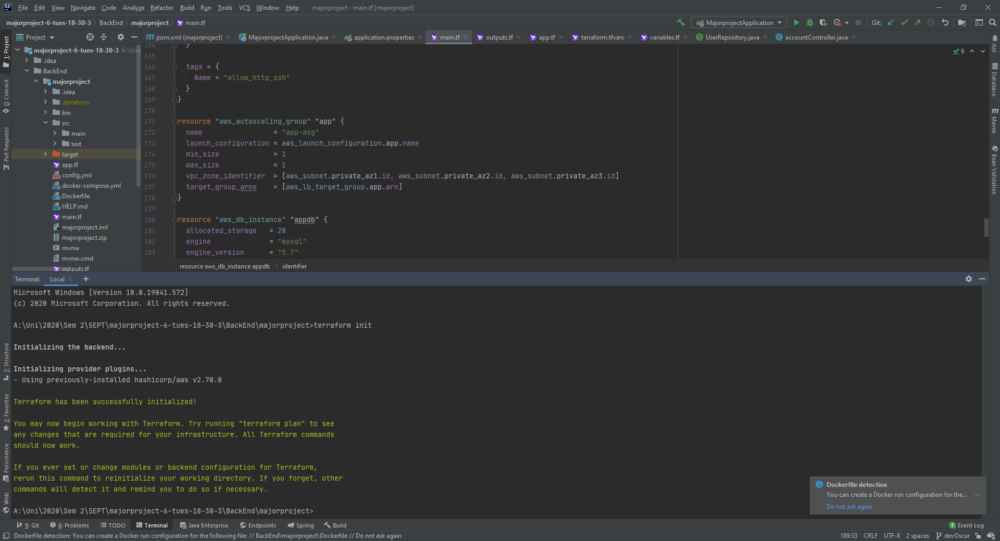 File Edit View Navigate Code Analyze Refactor Build Run Tools VCS Window Help majorproject - main.tf [majorproject]
majorproject-6-tues-18-30-3 BackEnd majorproject main.tf MajorprojectApplication Git:
Project
pom.xml (majorproject) MajorprojectApplication.java application.properties main.tf outputs.tf app.tf terraform.tfvars variables.tf UserRepository.java accountController.java
majorproject-6-tues-18-30-3 A:\Uni\
.idea
BackEnd
majorproject
.idea
.terraform
bin
src
main
test
target
app.tf
config.yml
docker-compose.yml
Dockerfile
HELP.md
main.tf
majorproject.iml
majorproject.zip
mvnw
mvnw.cmd
outputs.tf
1: Project
0: Commit
Pull Requests
7: Structure
2: Favorites
Persistence
Web
9
184 }
165
166 tags = {
167 Name = "allow_http_ssh"
168 }
169 }
170
171 resource "aws_autoscaling_group" "app" {
172 name = "app-asg"
173 launch_configuration = aws_launch_configuration.app.name
174 min_size = 1
175 max_size = 1
176 vpc_zone_identifier = [aws_subnet.private_az1.id, aws_subnet.private_az2.id, aws_subnet.private_az3.id]
177 target_group_arns = [aws_lb_target_group.app.arn]
178 }
179
180 resource "aws_db_instance" "appdb" {
181 allocated_storage = 20
182 engine = "mysql"
183 engine_version = "5.7"
resource aws_db_instance appdb identifier
Ant
Database
Maven
Bean Validation
Terminal: Local
Microsoft Windows [Version 10.0.19041.572]
(c) 2020 Microsoft Corporation. All rights reserved.
A:\Uni\2020\Sem 2\SEPT\majorproject-6-tues-18-30-3\BackEnd\majorproject>terraform init
Initializing the backend...
Initializing provider plugins...
- Using previously-installed hashicorp/aws v2.70.0
Terraform has been successfully initialized!
You may now begin working with Terraform. Try running "terraform plan" to see
any changes that are required for your infrastructure. All Terraform commands
should now work.
If you ever set or change modules or backend configuration for Terraform,
rerun this command to reinitialize your working directory. If you forget, other
commands will detect it and remind you to do so if necessary.
A:\Uni\2020\Sem 2\SEPT\majorproject-6-tues-18-30-3\BackEnd\majorproject>
Dockerfile detection
You can create a Docker run configuration for the...
Do not ask again
9: Git 6: Problems TODO Terminal Java Enterprise Endpoints Spring Build 1 Event Log
Dockerfile detection: You can create a Docker run configuration for the following file: // BackEnd\majorproject\Dockerfile // Do not ask again 189:33 CRLF UTF-8 2 spaces devOscar